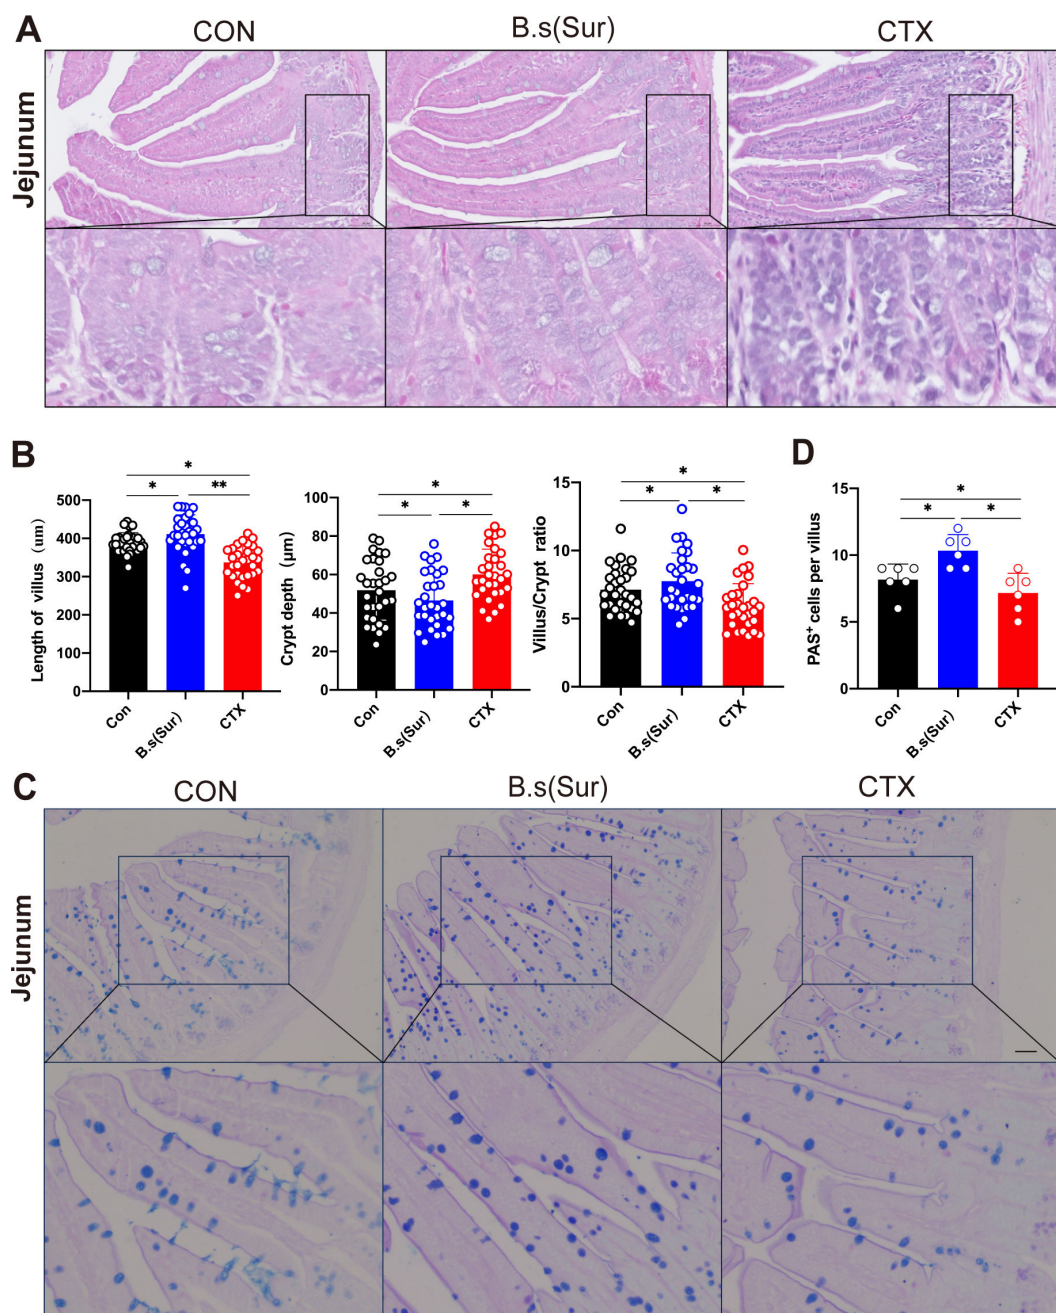 A
CON
B.s(Sur)
CTX
Jejunum
B
Length of villus (um)
500
400
300
200
100
0
* * **
Con
B.s(Sur)
CTX
Crypt depth (μm)
100
80
60
40
20
0
* * *
Con
B.s(Sur)
CTX
Villus/Crypt ratio
15
10
5
0
* * *
Con
B.s(Sur)
CTX
D
PAS⁺ cells per villus
15
10
5
0
* * *
Con
B.s(Sur)
CTX
C
CON
B.s(Sur)
CTX
Jejunum